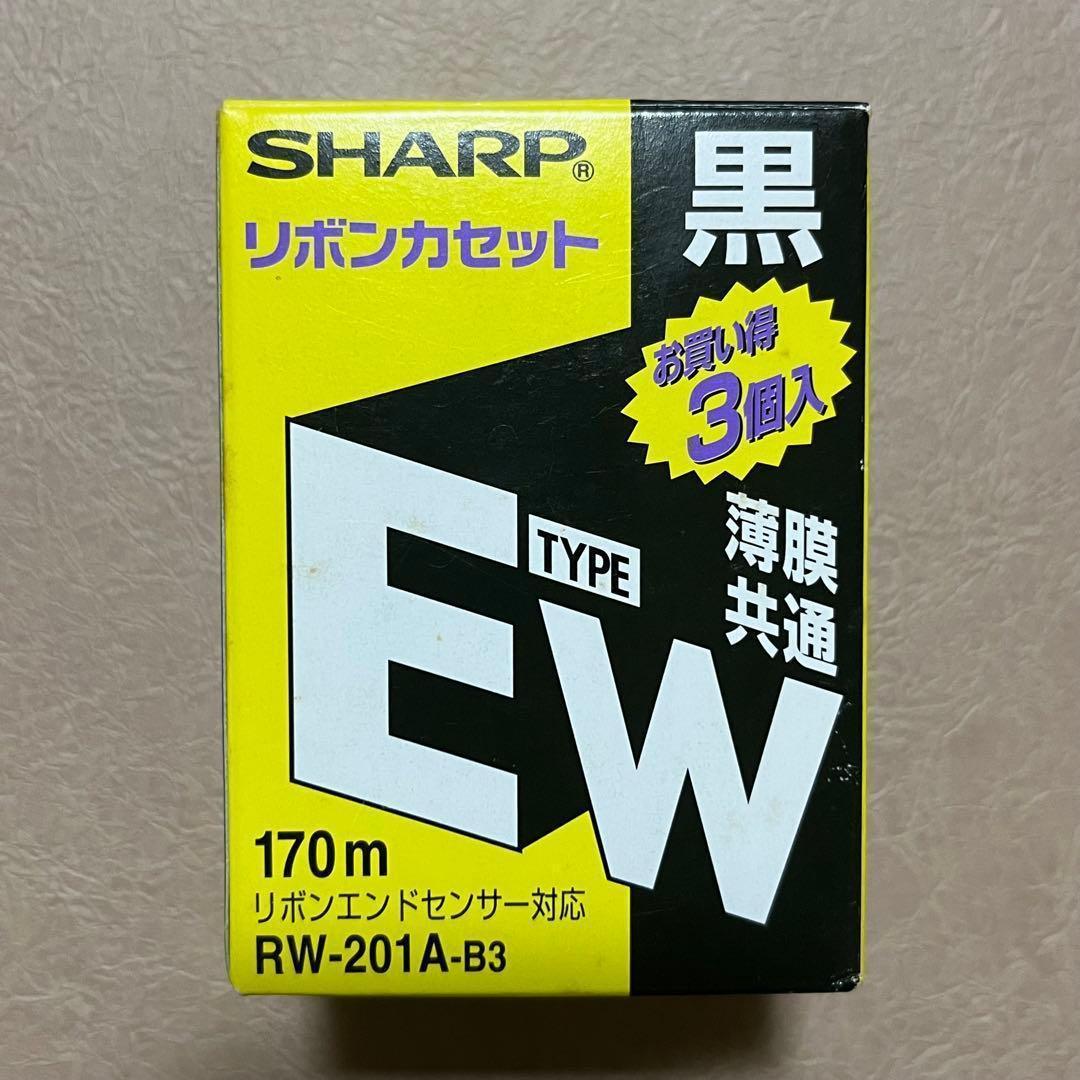 SHARP®
リボンカセット
黒
お買い得
3個入
薄膜
共通
TYPE
EW
170m
リボンエンドセンサー対応
RW-201A-B3